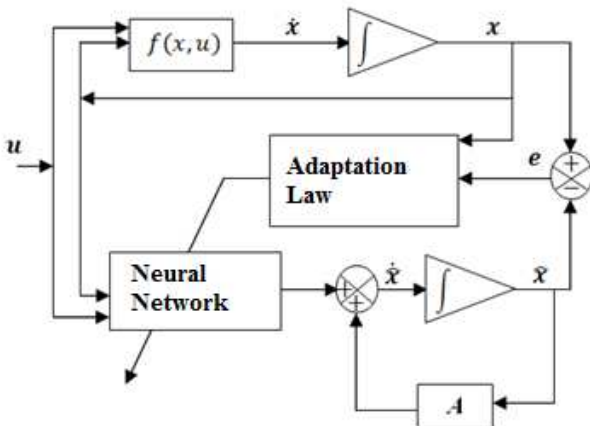 f(x, u)
ẋ
∫
x
u
Adaptation
Law
e
+
−
Neural
Network
+
+
x̂̇
∫
x̂
A